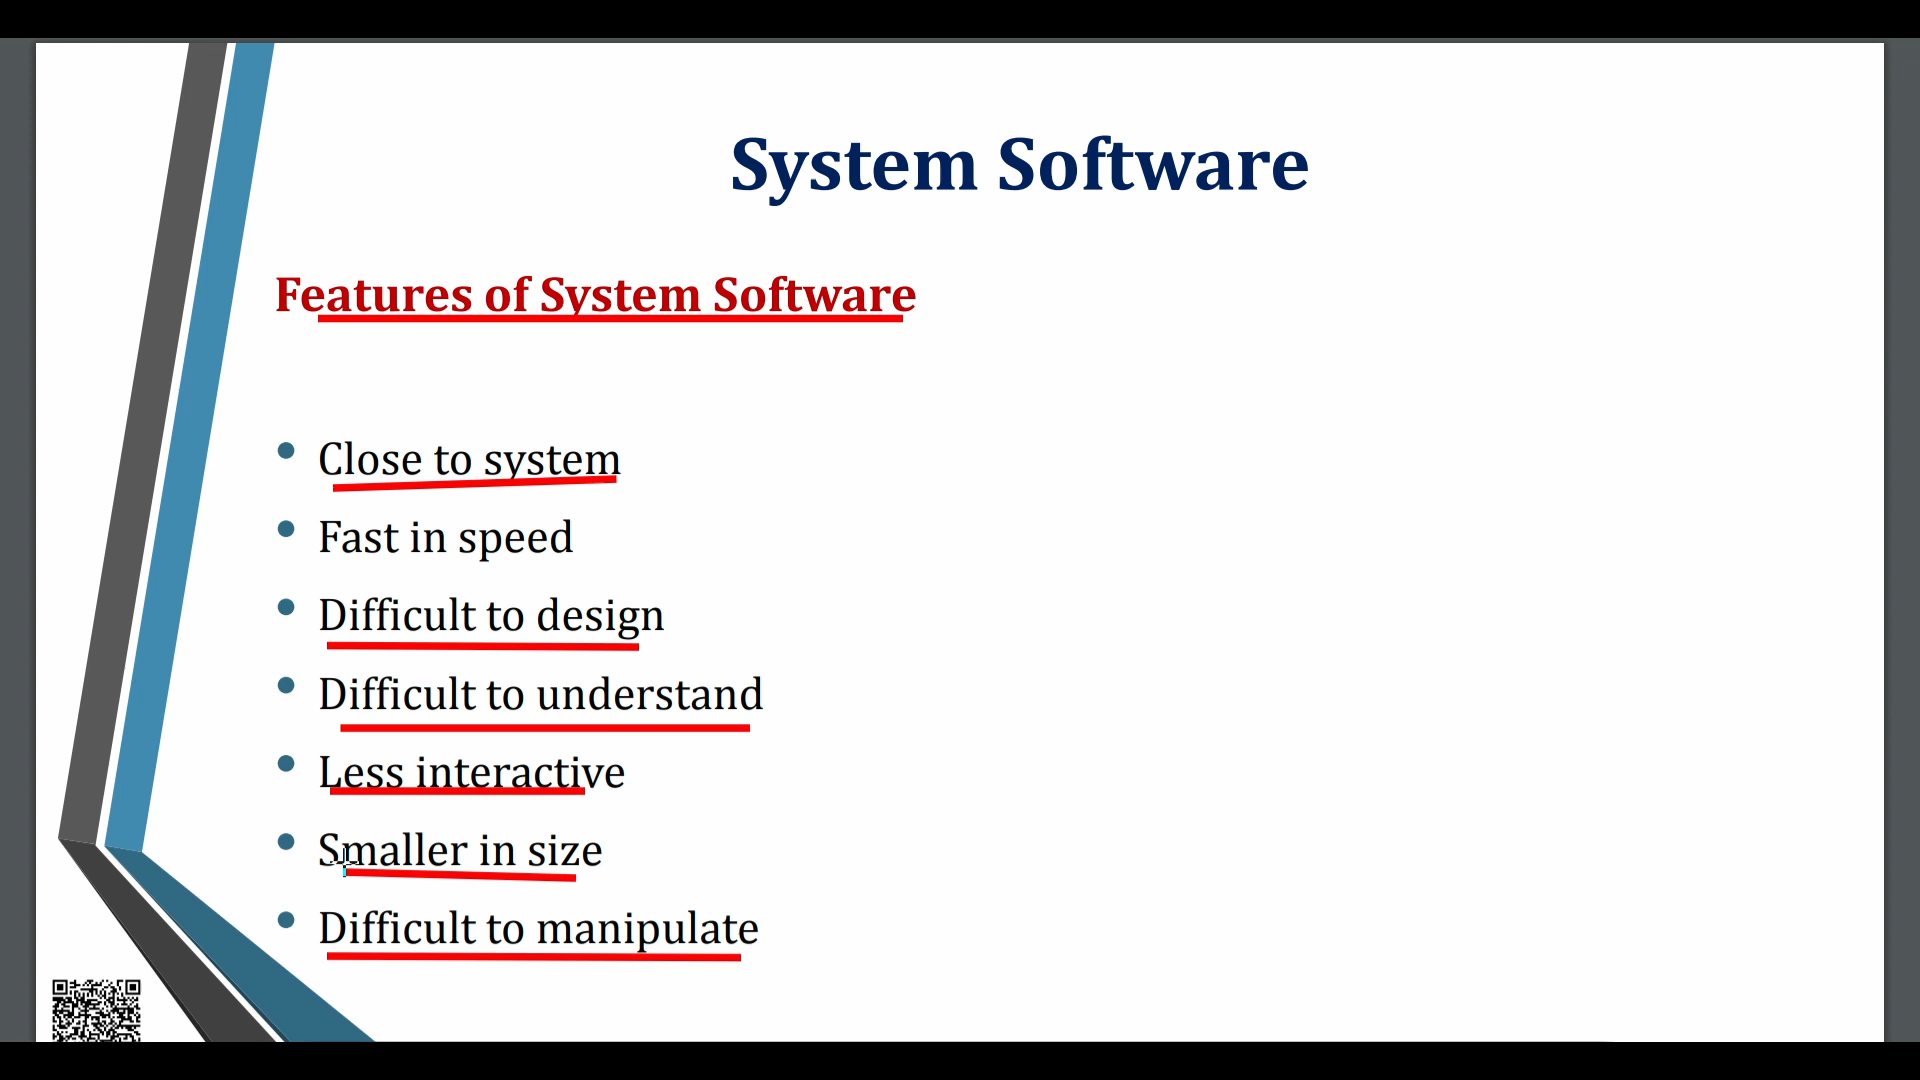 System Software
Features of System Software
• Close to system
• Fast in speed
• Difficult to design
• Difficult to understand
• Less interactive
• Smaller in size
• Difficult to manipulate